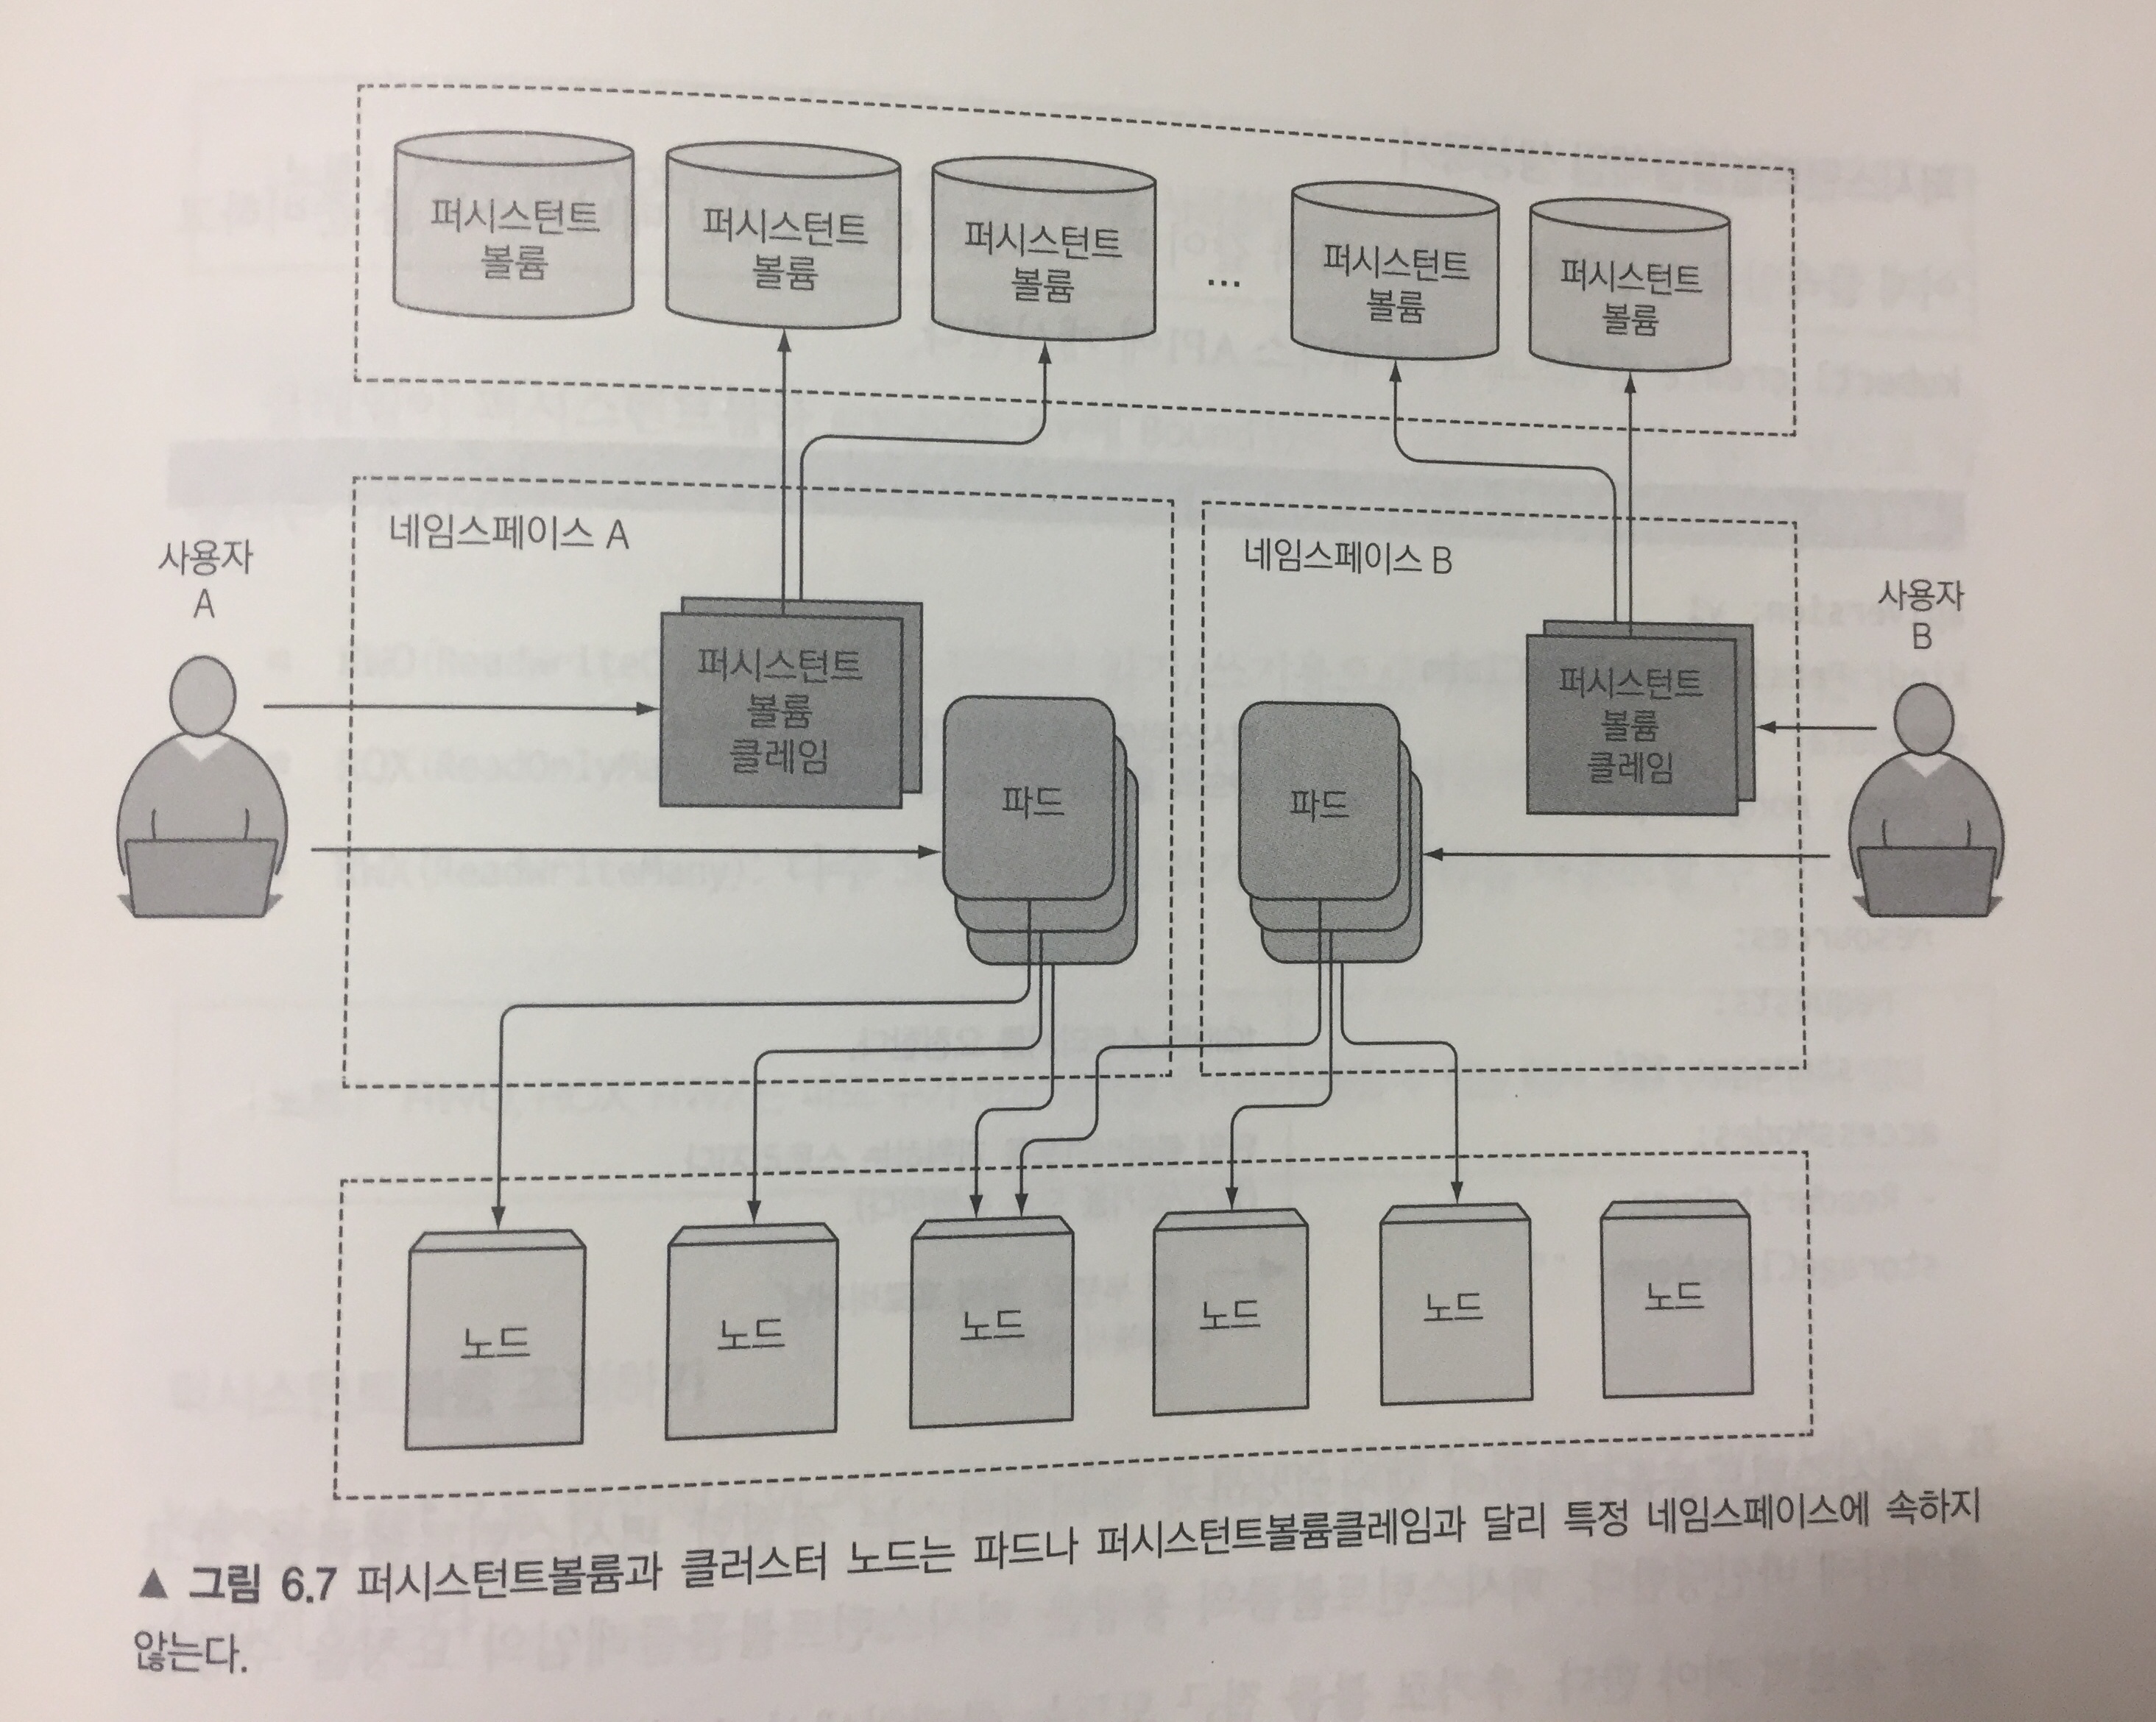 퍼시스턴트
볼륨
퍼시스턴트
볼륨
퍼시스턴트
볼륨
...
퍼시스턴트
볼륨
퍼시스턴트
볼륨
네임스페이스 A
네임스페이스 B
사용자
A
사용자
B
퍼시스턴트
볼륨
클레임
파드
파드
퍼시스턴트
볼륨
클레임
노드
노드
노드
노드
노드
노드
▲ 그림 6.7 퍼시스턴트볼륨과 클러스터 노드는 파드나 퍼시스턴트볼륨클레임과 달리 특정 네임스페이스에 속하지
않는다.